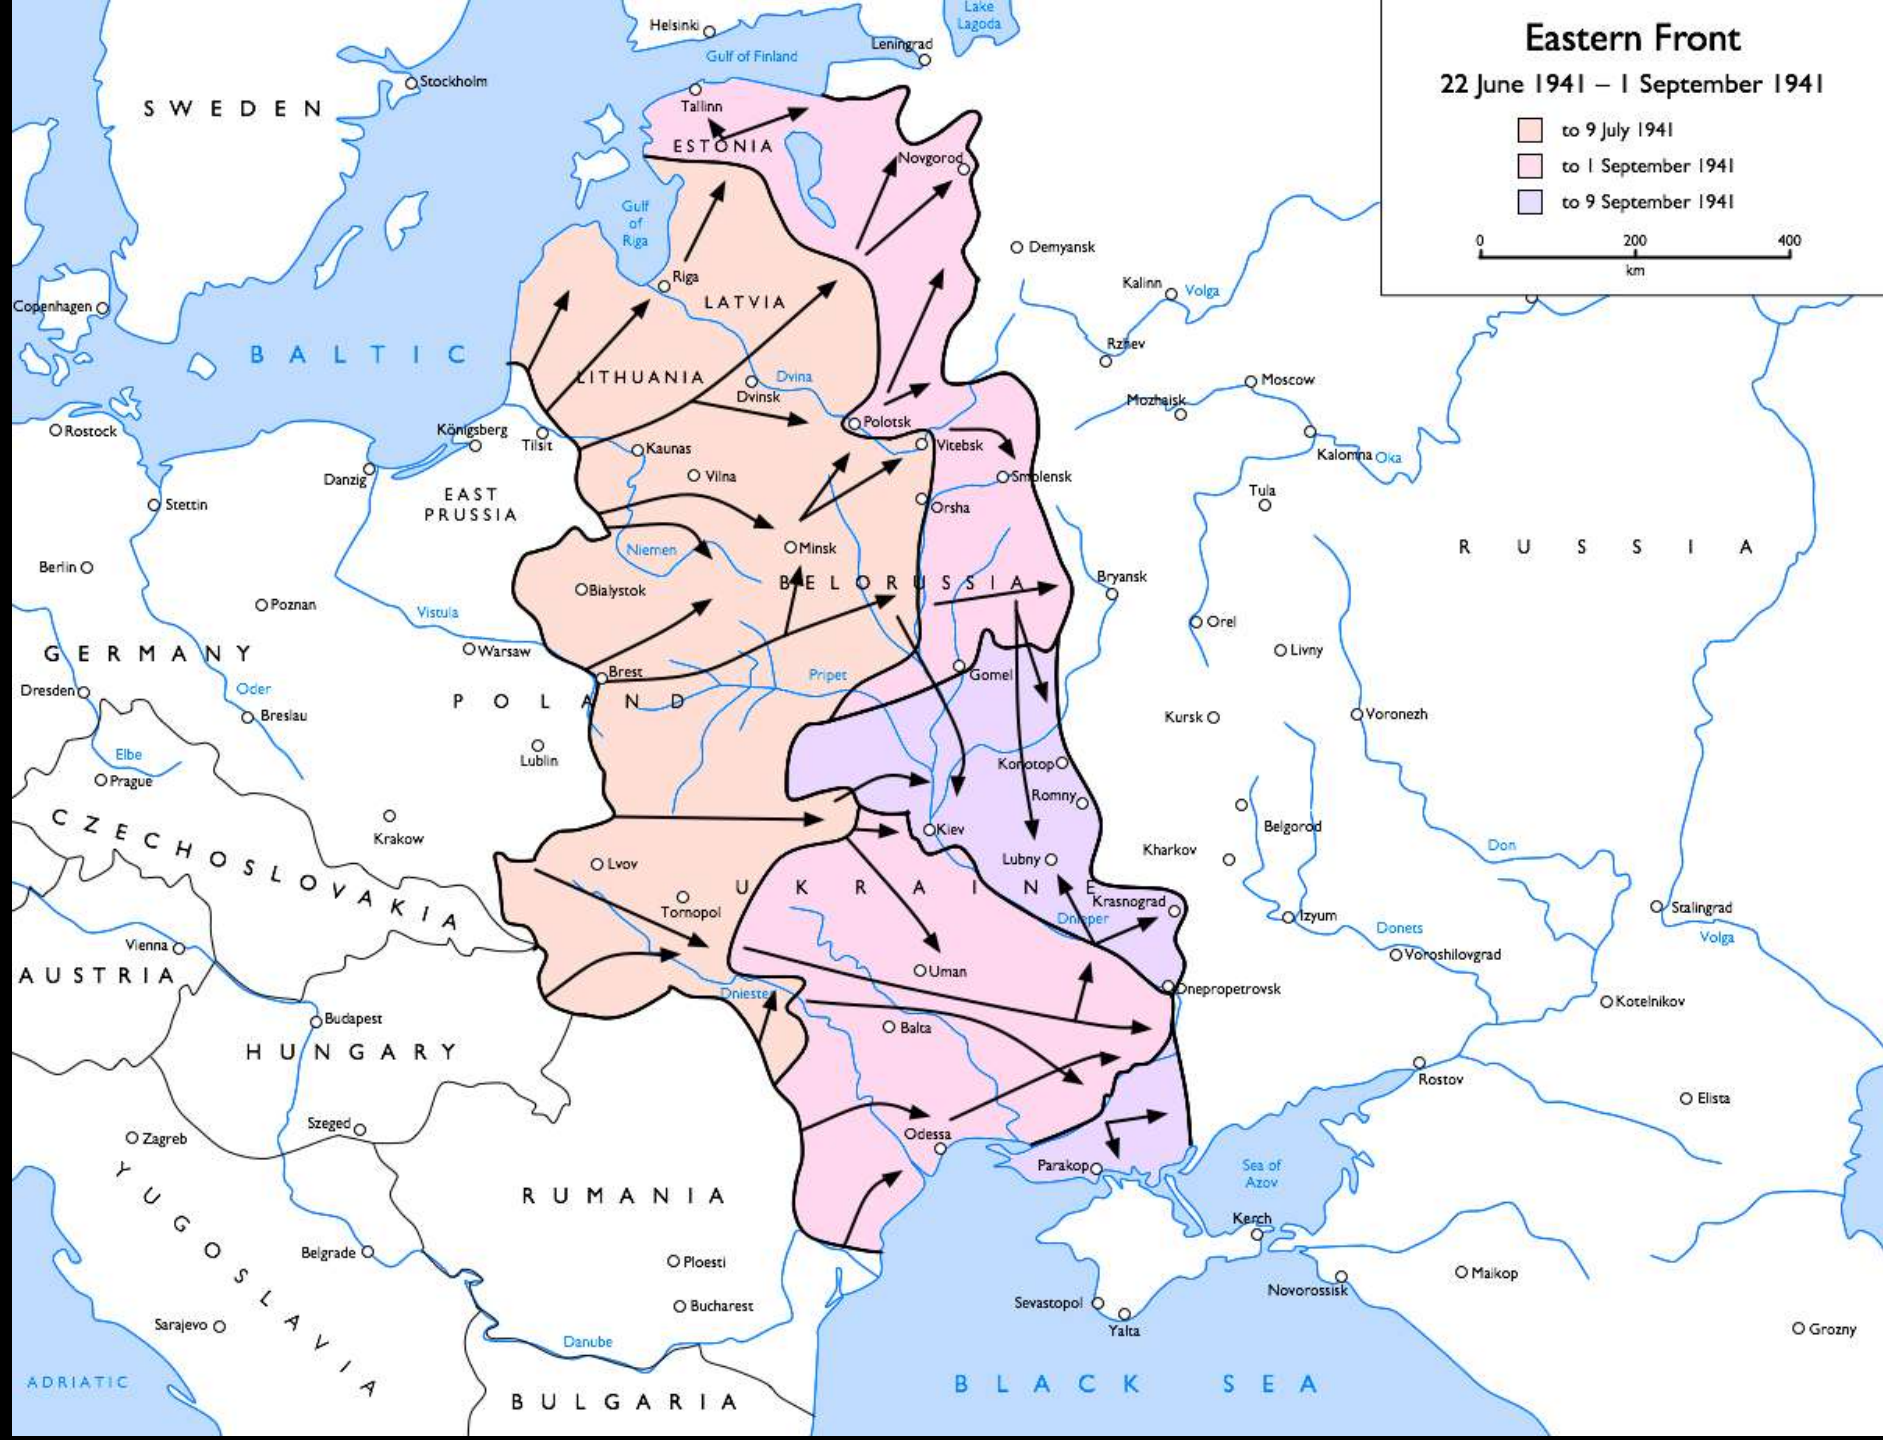 Eastern Front
22 June 1941 – 1 September 1941
to 9 July 1941
to 1 September 1941
to 9 September 1941
0 200 400
km
Lake
Lagoda
Helsinki
Leningrad
Gulf of Finland
Stockholm
SWEDEN
Tallinn
ESTONIA
Novgorod
Gulf
of
Riga
Demyansk
Riga
Kalinn
Volga
LATVIA
Copenhagen
Rzhev
BALTIC
LITHUANIA
Dvina
Dvinsk
Moscow
Mozhaisk
Polotsk
Rostock
Königsberg
Tilsit
Kaunas
Vitebsk
Kalomna
Oka
Danzig
Vilna
Smolensk
Tula
Stettin
EAST
PRUSSIA
Orsha
Niemen
Minsk
RUSSIA
Berlin
Bialystok
BELORUSSIA
Bryansk
Poznan
Vistula
Orel
GERMANY
Warsaw
Livny
Dresden
Oder
Brest
Pripet
Gomel
POLAND
Breslau
Kursk
Voronezh
Elbe
Lublin
Prague
Konotop
Romny
CZECHOSLOVAKIA
Krakow
Kiev
Belgorod
Don
Lvov
Lubny
Kharkov
UKRAINE
Tornopol
Krasnograd
Dnieper
Izyum
Stalingrad
Donets
Volga
Vienna
AUSTRIA
Uman
Voroshilovgrad
Dniester
Dnepropetrovsk
Kotelnikov
Budapest
Balta
HUNGARY
Rostov
Elista
Szeged
Zagreb
Odessa
Parakop
Sea of
Azov
YUGOSLAVIA
RUMANIA
Kerch
Belgrade
Ploesti
Maikop
Novorossisk
Bucharest
Sevastopol
Yalta
Sarajevo
Grozny
Danube
ADRIATIC
BLACK SEA
BULGARIA